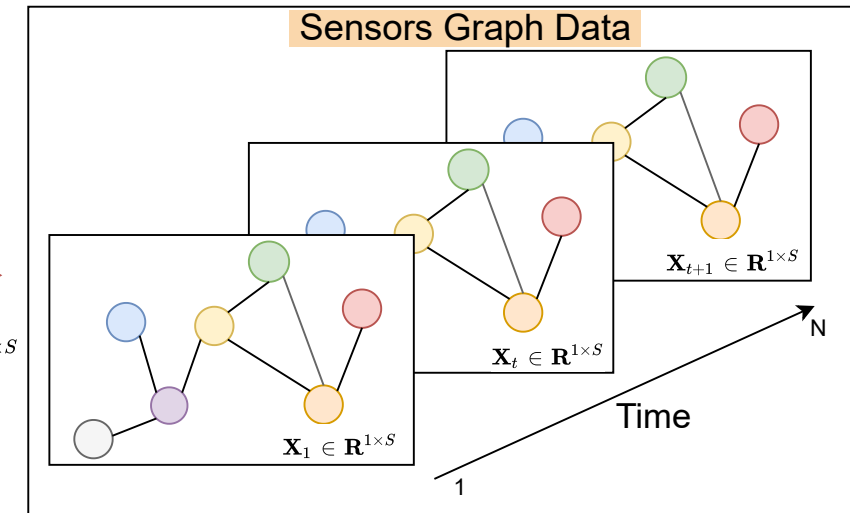 Sensors Graph Data
X_{t+1} ∈ R^{1×S}
X_t ∈ R^{1×S}
X_1 ∈ R^{1×S}
N
Time
1